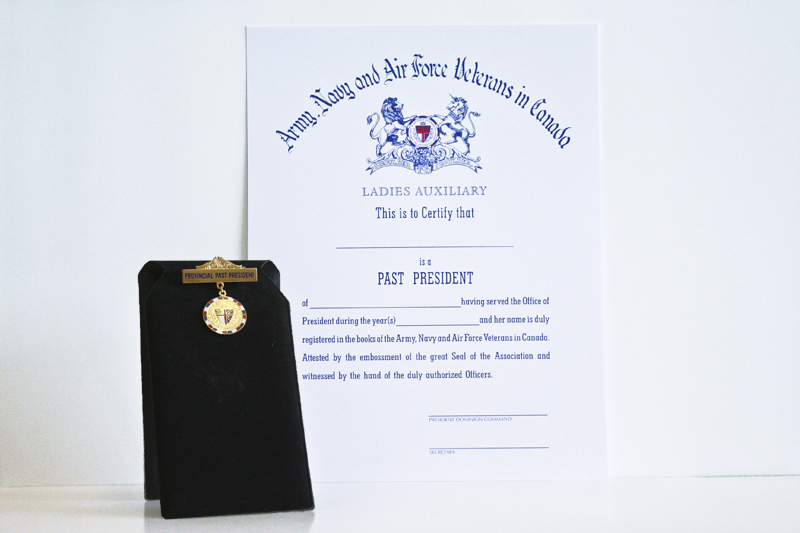 Army, Navy and Air Force Veterans in Canada
LADIES AUXILIARY
This is to Certify that
is a
PAST PRESIDENT
of having served the Office of
President during the year(s) and her name is duly
registered in the books of the Army, Navy and Air Force Veterans in Canada.
Attested by the embossment of the great Seal of the Association and
witnessed by the hand of the duly authorized Officers.
PRESIDENT DOMINION COMMAND
SECRETARY
PROVINCIAL PAST PRESIDENT